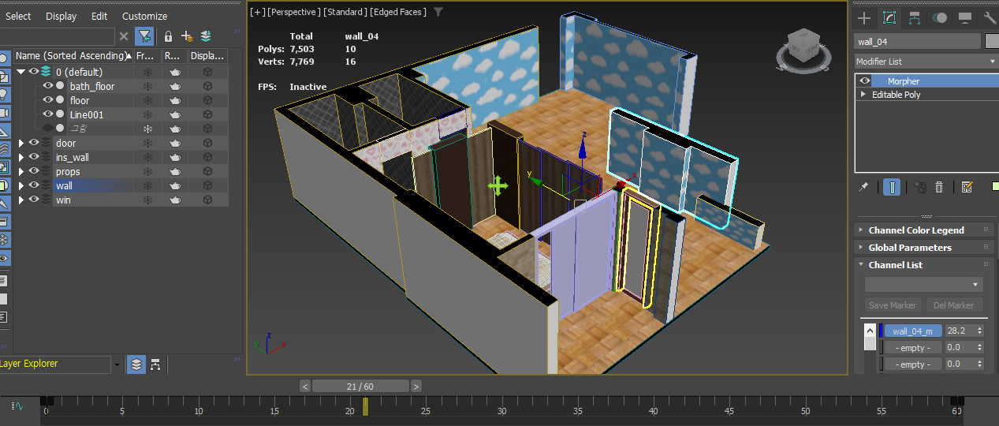 Select Display Edit Customize
[ + ] [Perspective ] [Standard ] [Edged Faces ]
Total wall_04
Polys: 7,503 10
Verts: 7,769 16
FPS: Inactive
Name (Sorted Ascending) Fr... R... Displa...
0 (default)
bath_floor
floor
Line001
그림
door
ins_wall
props
wall
win
wall_04
Modifier List
Morpher
Editable Poly
Channel Color Legend
Global Parameters
Channel List
Save Marker Del Marker
wall_04_m 28.2
- empty - 0.0
- empty - 0.0
z
y
x
z
y
x
Layer Explorer
< 21 / 60 >
0 5 10 15 20 25 30 35 40 45 50 55 60